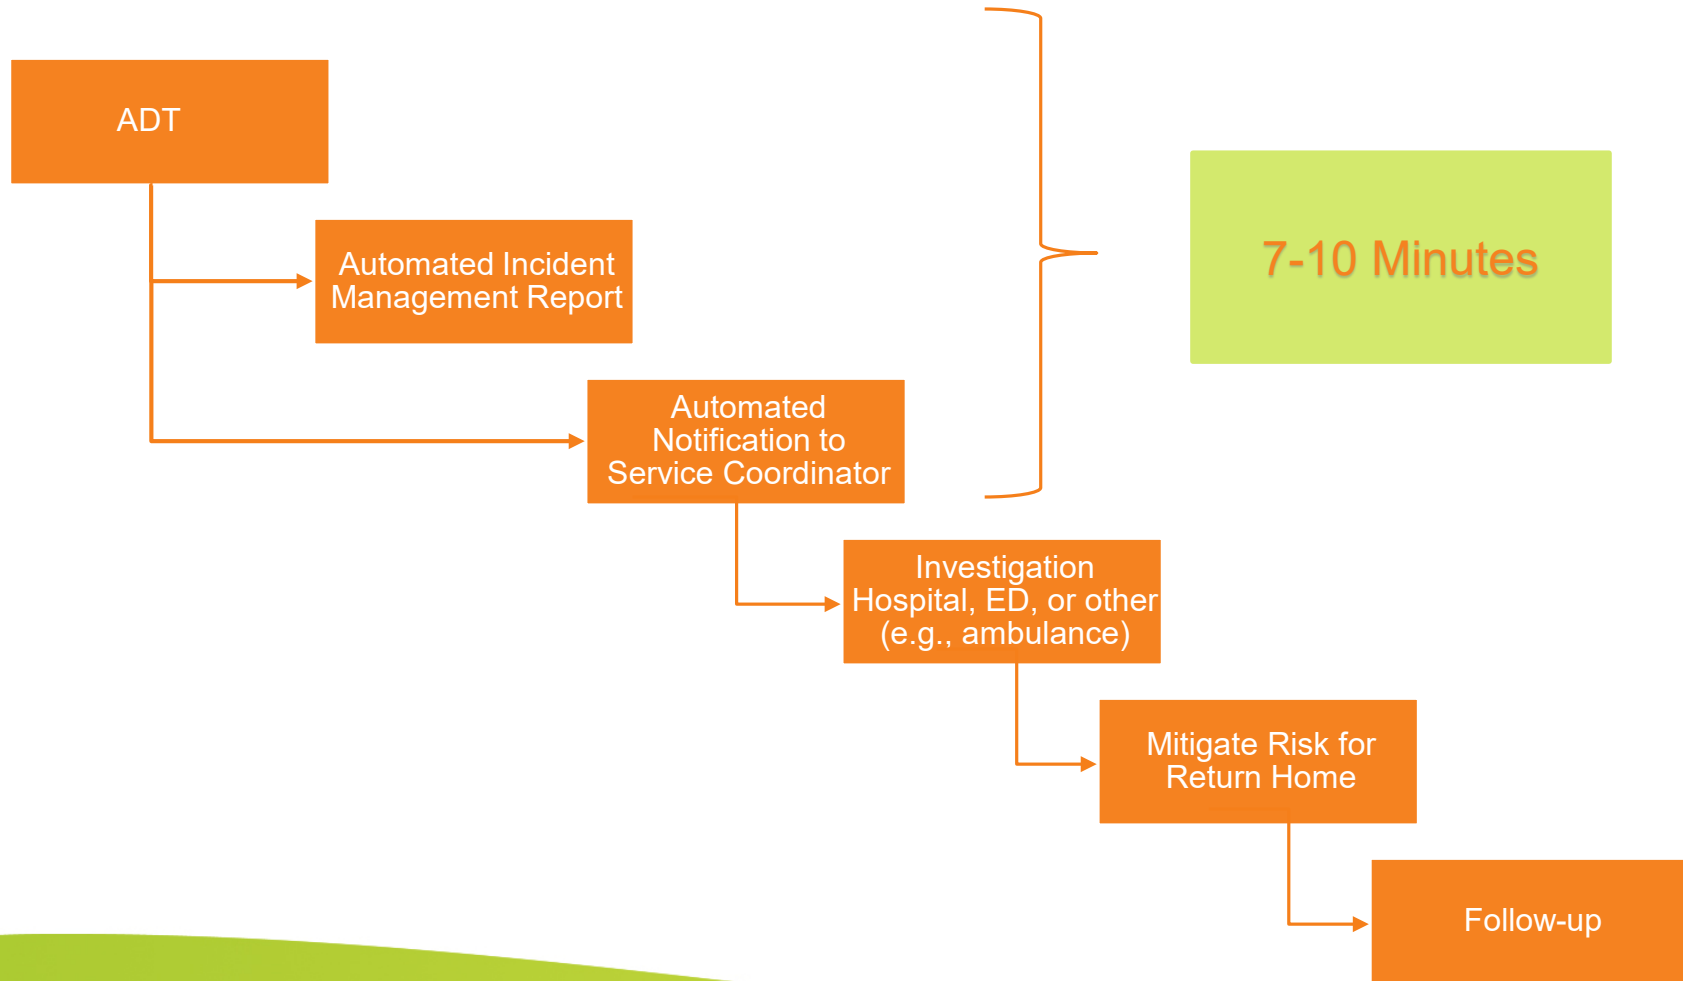 ADT
Automated Incident
Management Report
7-10 Minutes
Automated
Notification to
Service Coordinator
Investigation
Hospital, ED, or other
(e.g., ambulance)
Mitigate Risk for
Return Home
Follow-up